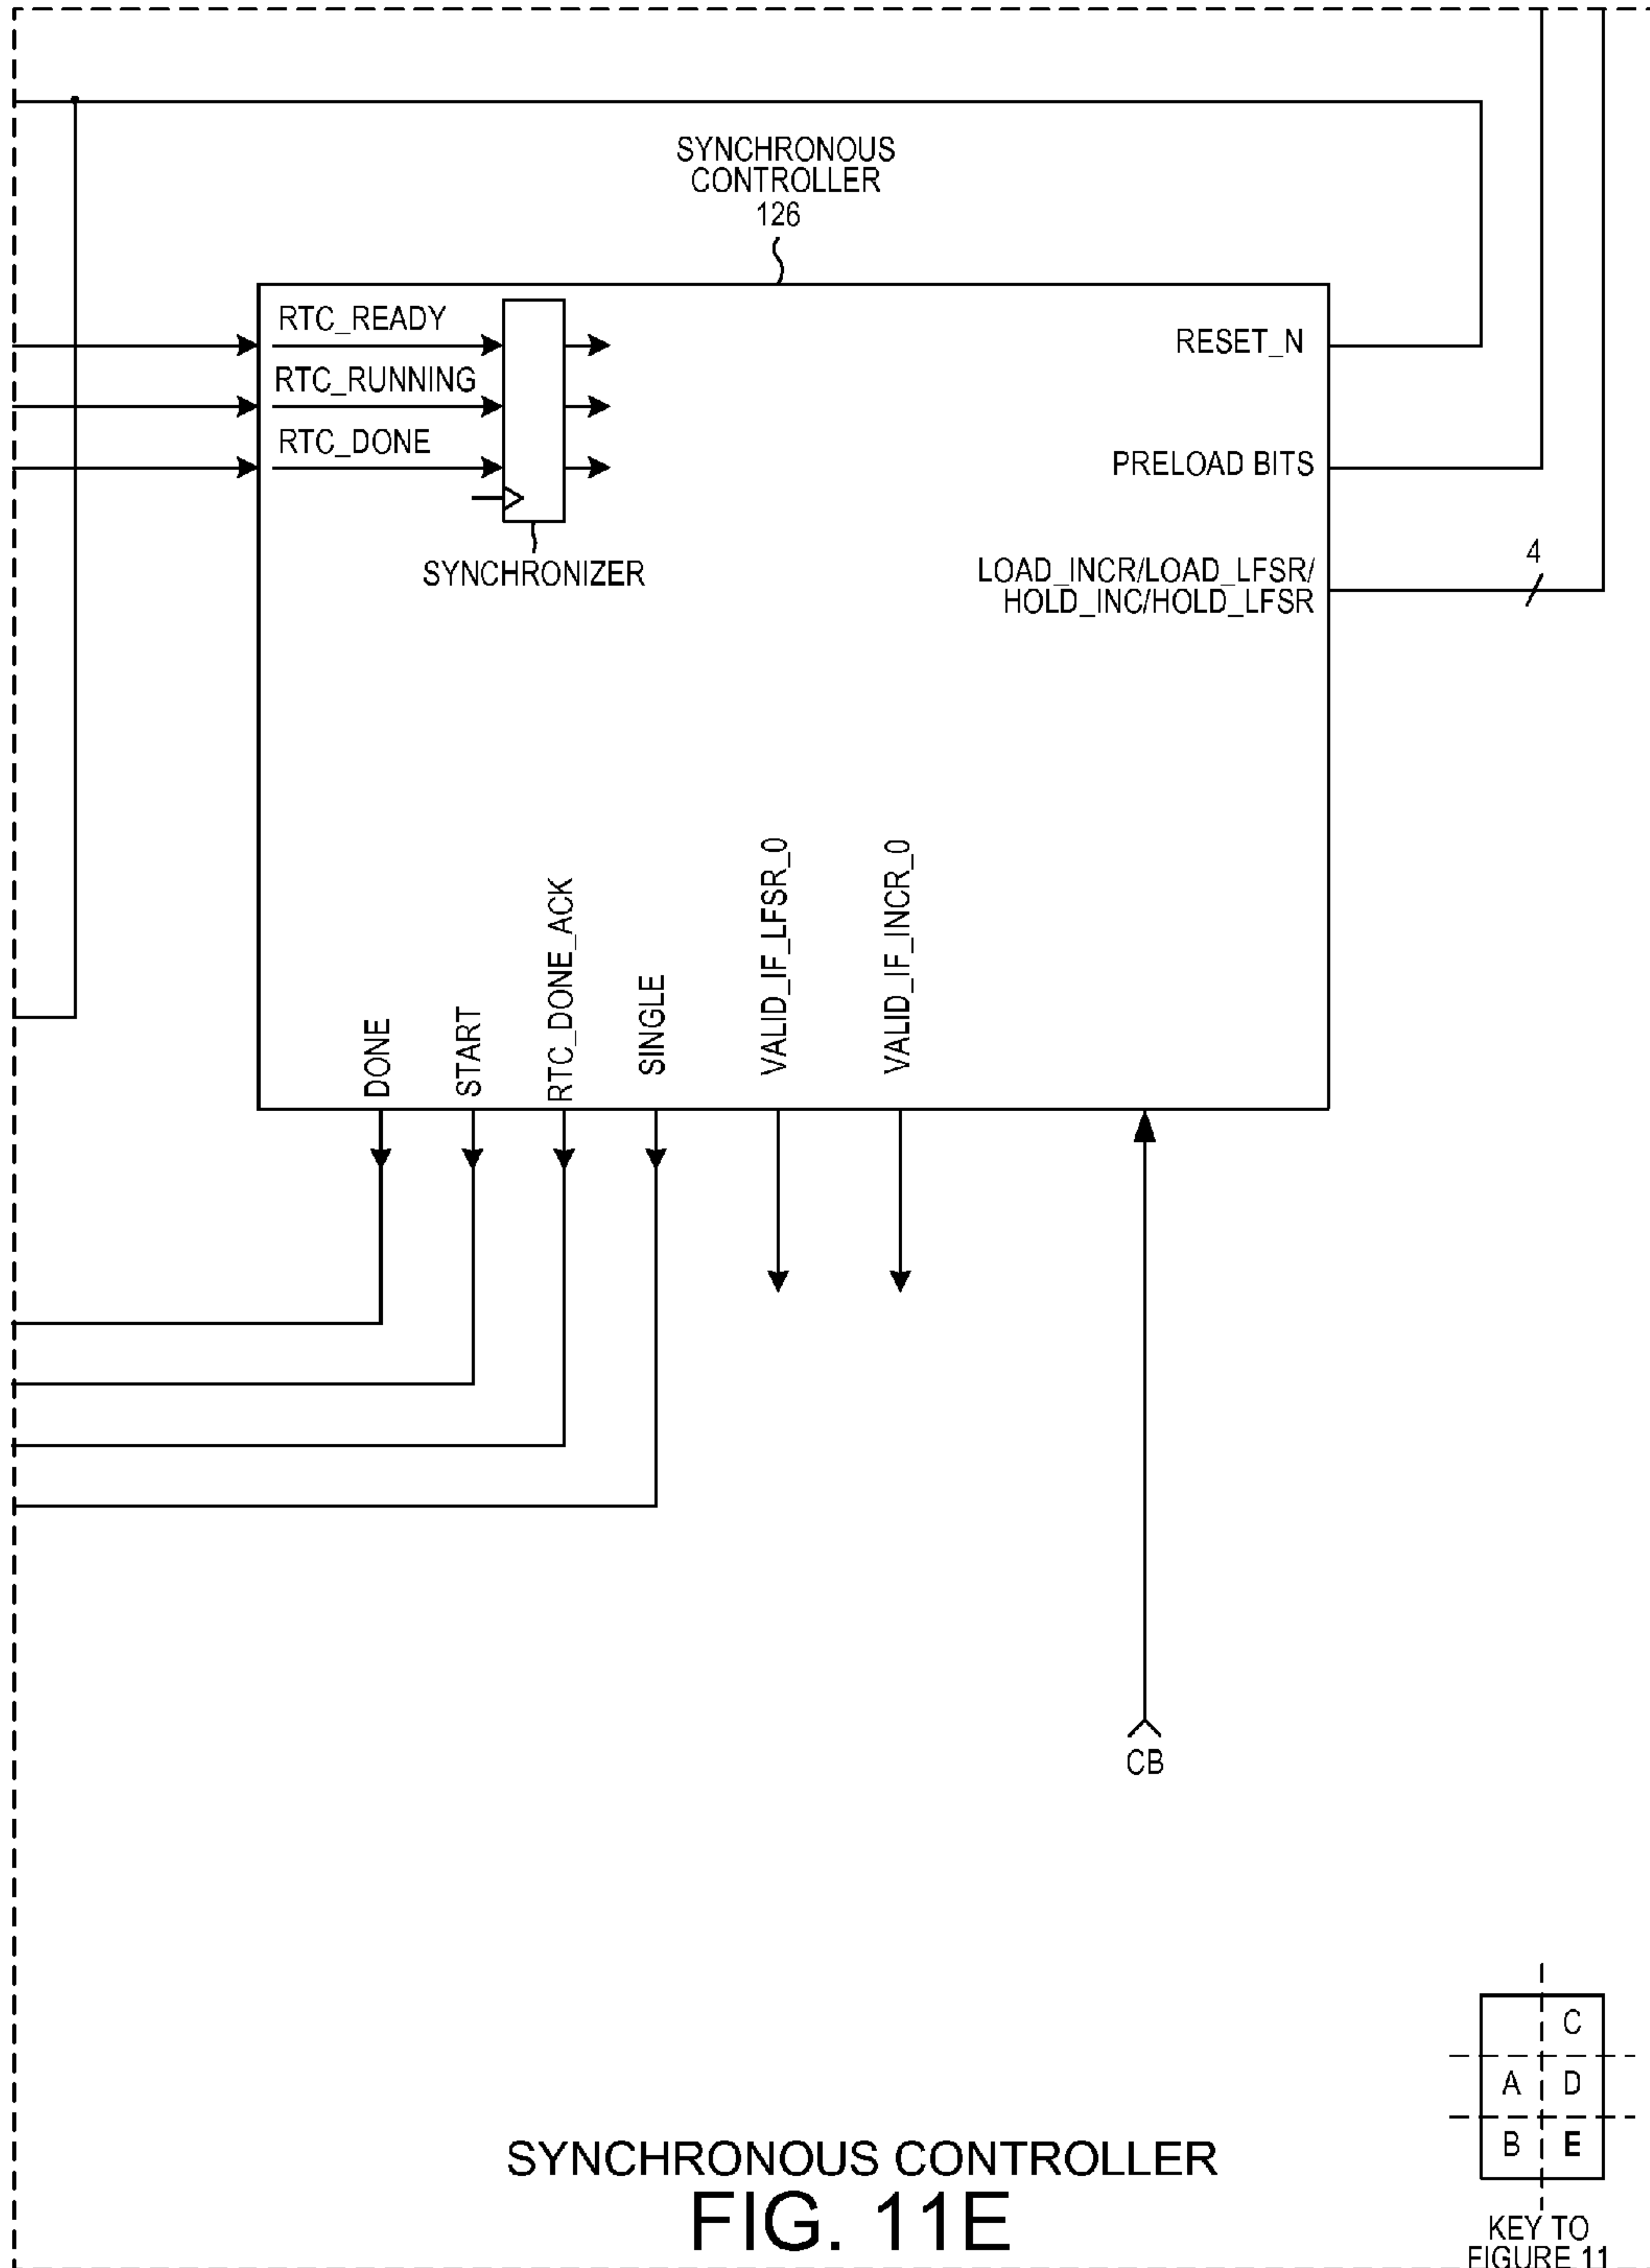 SYNCHRONOUS
CONTROLLER
126
RTC_READY
RTC_RUNNING
RTC_DONE
SYNCHRONIZER
RESET_N
PRELOAD BITS
LOAD_INCR/LOAD_LFSR/
HOLD_INC/HOLD_LFSR
4
DONE
START
RTC_DONE_ACK
SINGLE
VALID_IF_LFSR_0
VALID_IF_INCR_0
CB
C
A D
B E
KEY TO
FIGURE 11
SYNCHRONOUS CONTROLLER
FIG. 11E